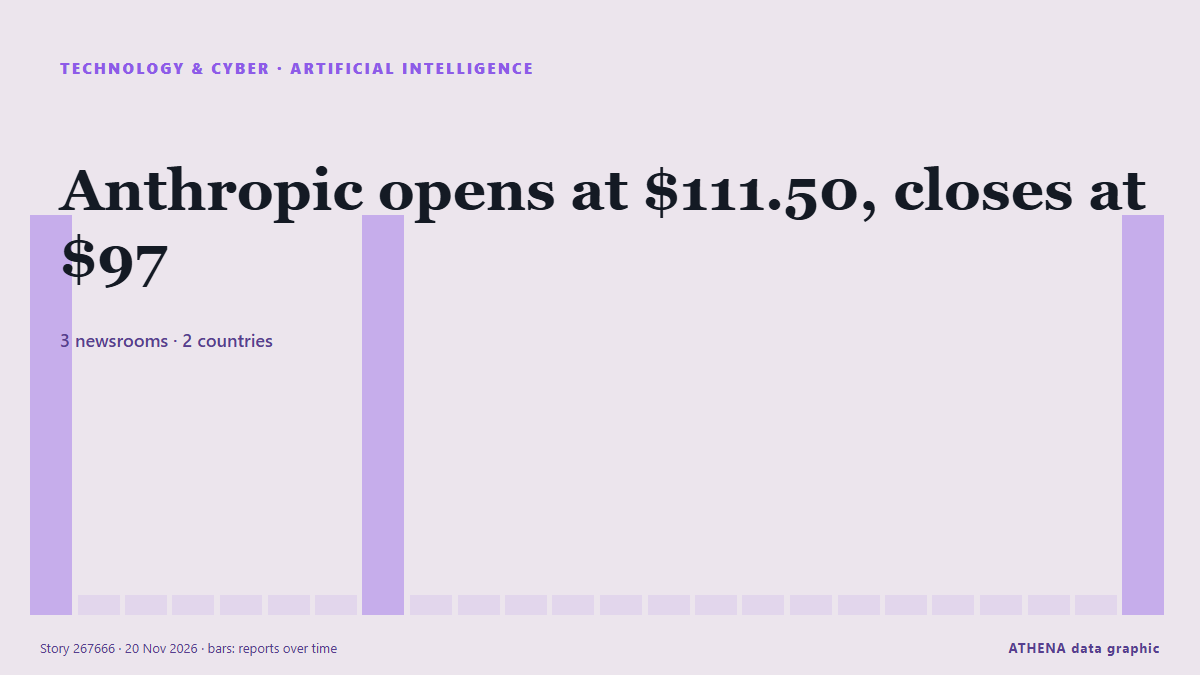 TECHNOLOGY & CYBER · ARTIFICIAL INTELLIGENCE
Anthropic opens at $111.50, closes at
$97
3 newsrooms · 2 countries
Story 267666 · 20 Nov 2026 · bars: reports over time
ATHENA data graphic